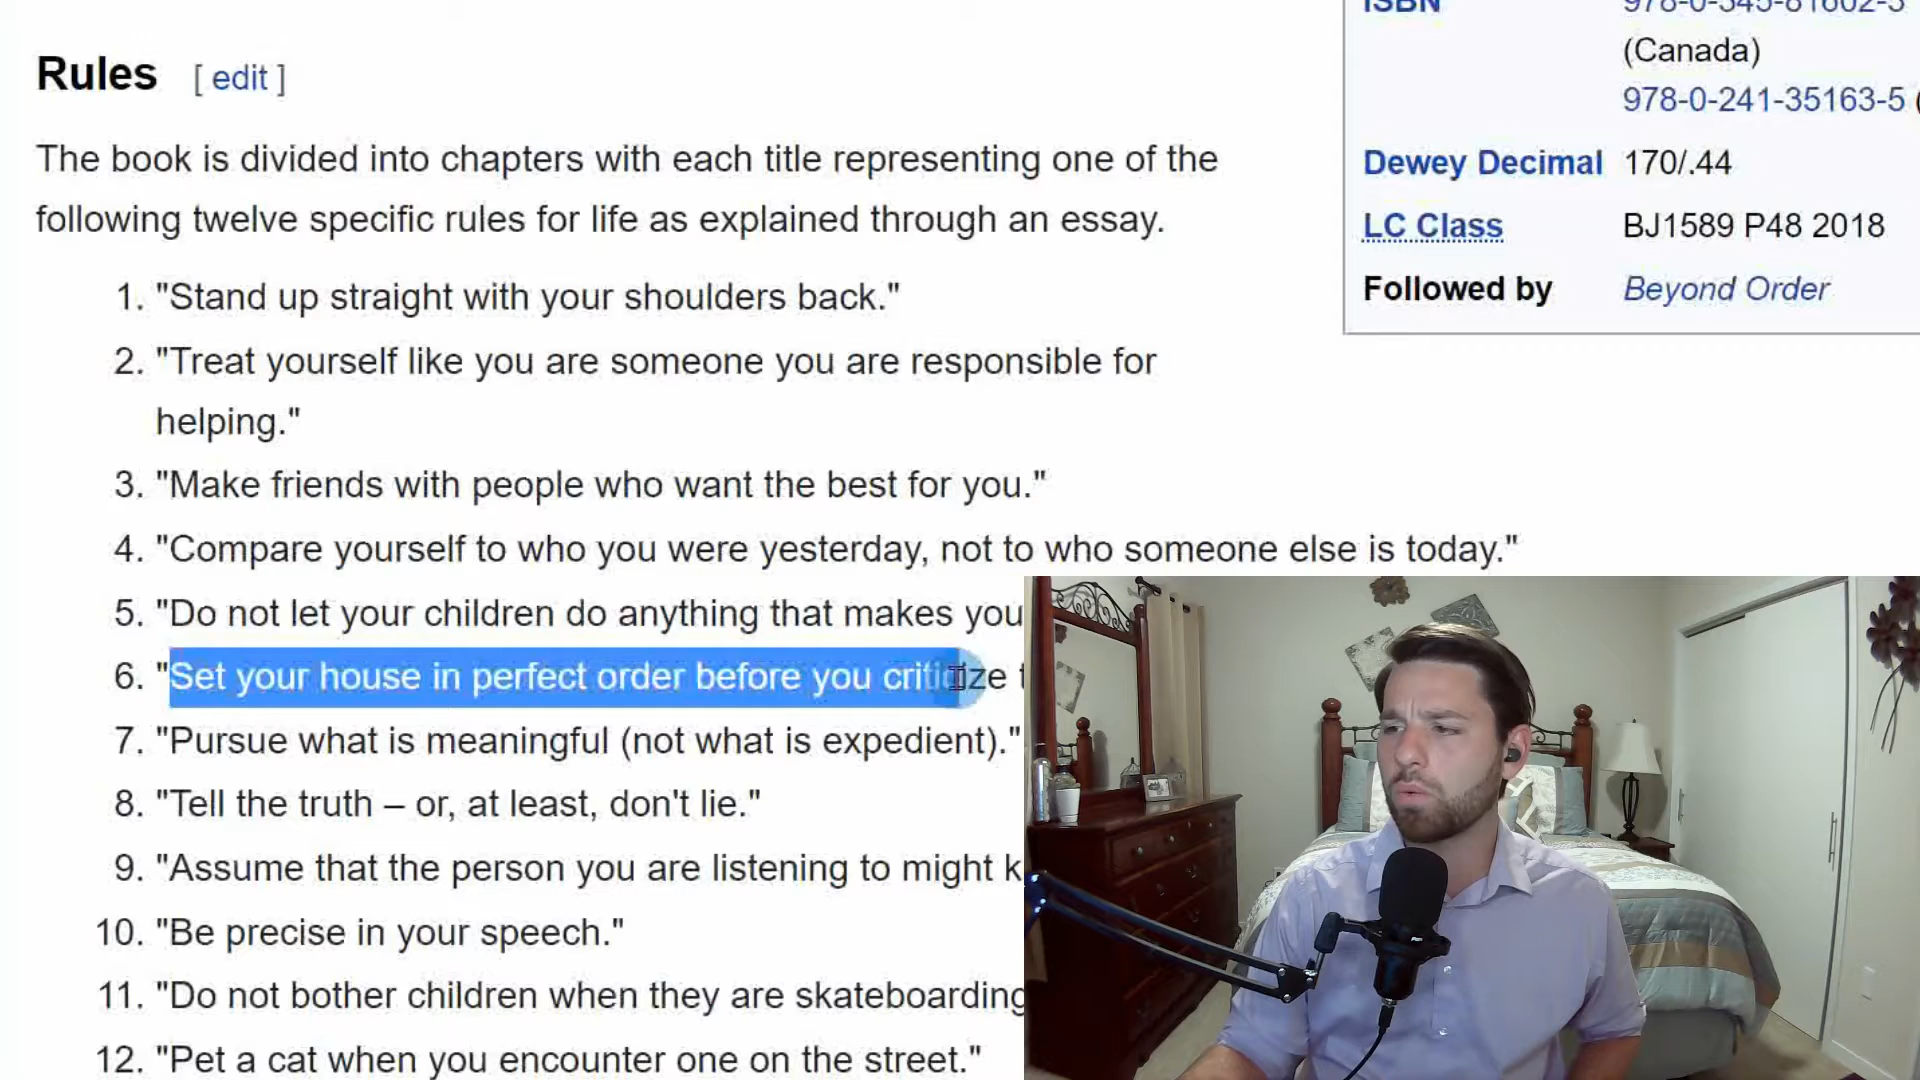 Rules [ edit ]
The book is divided into chapters with each title representing one of the
following twelve specific rules for life as explained through an essay.
1. "Stand up straight with your shoulders back."
2. "Treat yourself like you are someone you are responsible for
helping."
3. "Make friends with people who want the best for you."
4. "Compare yourself to who you were yesterday, not to who someone else is today."
5. "Do not let your children do anything that makes you
6. "Set your house in perfect order before you criticize
7. "Pursue what is meaningful (not what is expedient)."
8. "Tell the truth – or, at least, don't lie."
9. "Assume that the person you are listening to might k
10. "Be precise in your speech."
11. "Do not bother children when they are skateboarding
12. "Pet a cat when you encounter one on the street."
ISBN 978-0-345-81602-3
(Canada)
978-0-241-35163-5 (
Dewey Decimal 170/.44
LC Class BJ1589 P48 2018
Followed by Beyond Order